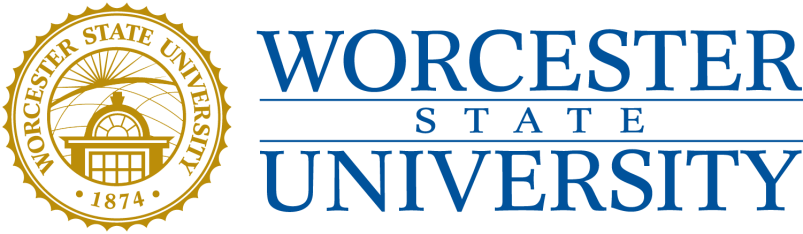 WORCESTER STATE UNIVERSITY
• 1874 •
WORCESTER
STATE
UNIVERSITY